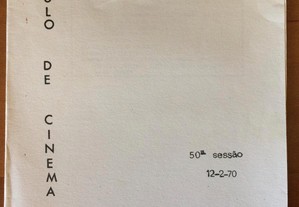 ULO DE CINEMA
50ª sessão
12-2-70